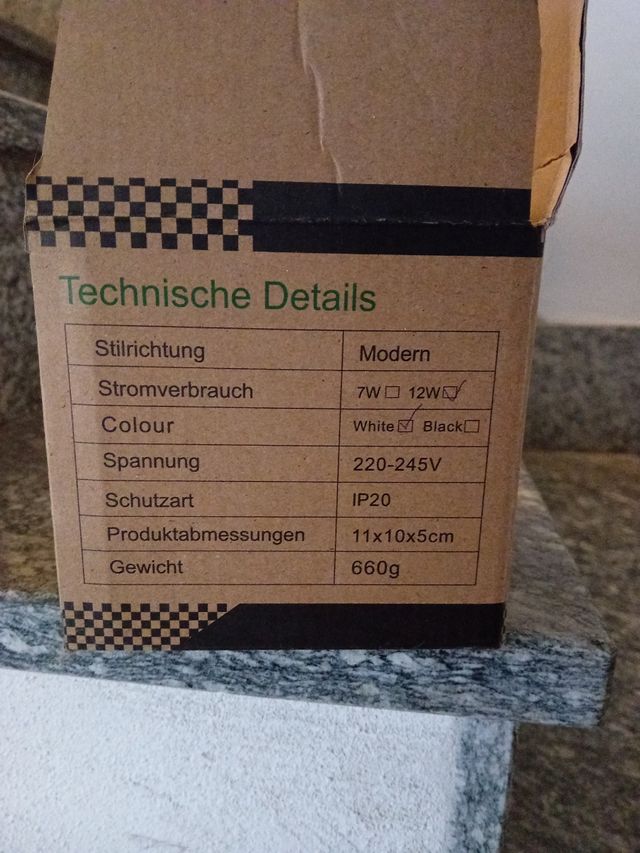 Technische Details
Stilrichtung Modern
Stromverbrauch 7W☐ 12W☑
Colour White☑ Black☐
Spannung 220-245V
Schutzart IP20
Produktabmessungen 11x10x5cm
Gewicht 660g